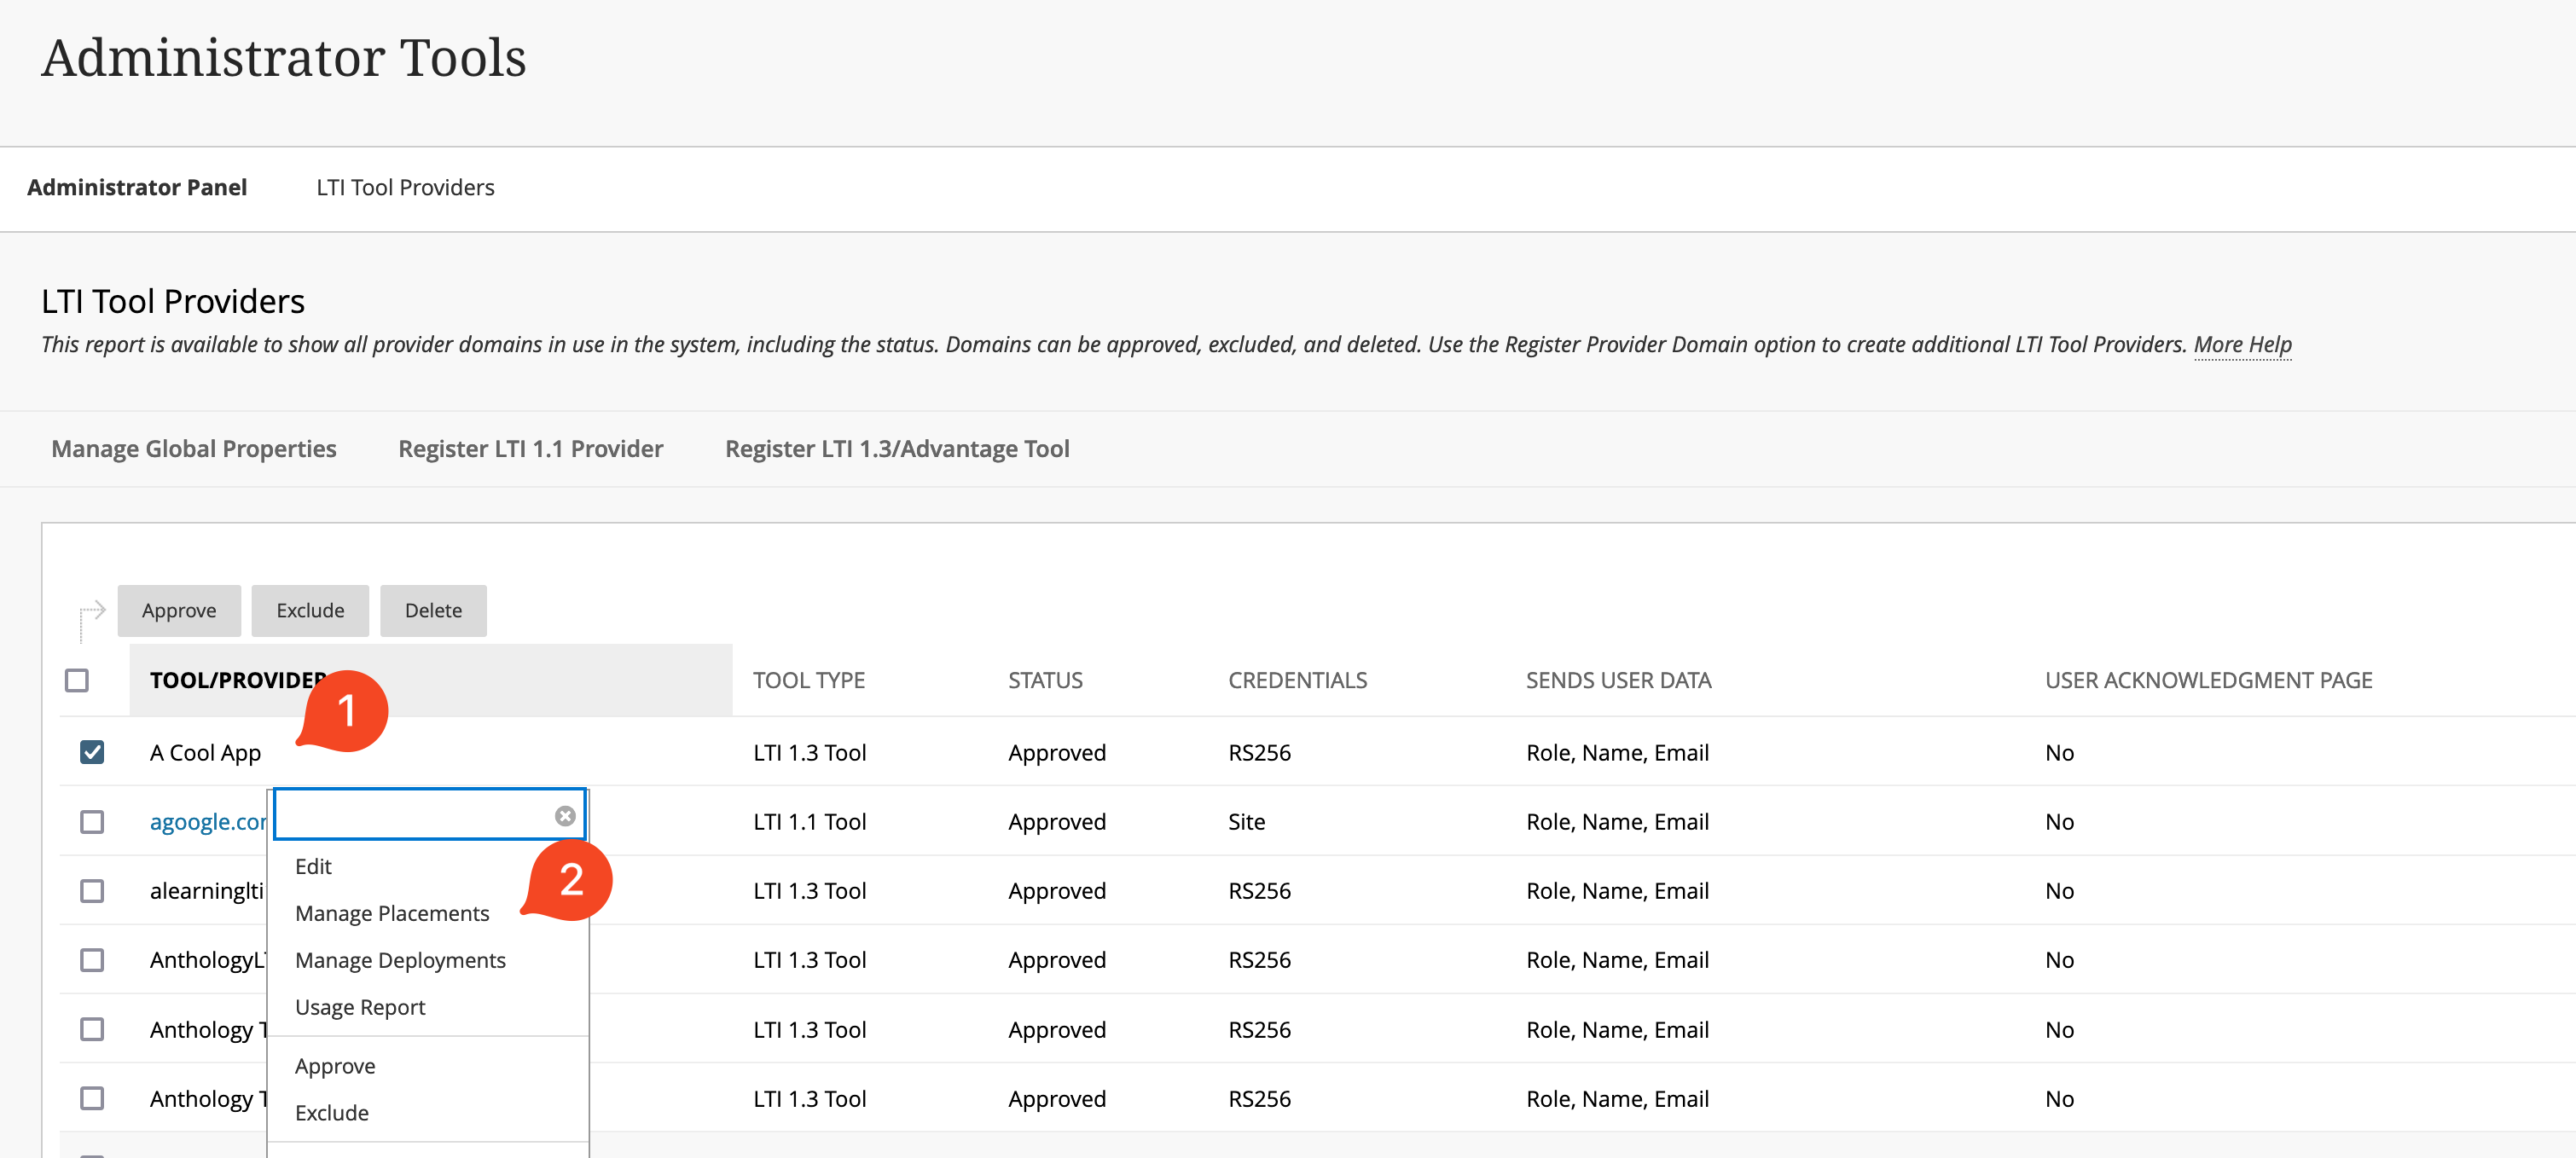 Administrator Tools
Administrator Panel LTI Tool Providers
LTI Tool Providers
This report is available to show all provider domains in use in the system, including the status. Domains can be approved, excluded, and deleted. Use the Register Provider Domain option to create additional LTI Tool Providers. More Help
Manage Global Properties Register LTI 1.1 Provider Register LTI 1.3/Advantage Tool
Approve Exclude Delete
TOOL/PROVIDER TOOL TYPE STATUS CREDENTIALS SENDS USER DATA USER ACKNOWLEDGMENT PAGE
1
A Cool App LTI 1.3 Tool Approved RS256 Role, Name, Email No
agoogle.com LTI 1.1 Tool Approved Site Role, Name, Email No
Edit
2
alearninglti LTI 1.3 Tool Approved RS256 Role, Name, Email No
Manage Placements
AnthologyL LTI 1.3 Tool Approved RS256 Role, Name, Email No
Manage Deployments
Usage Report
Anthology T LTI 1.3 Tool Approved RS256 Role, Name, Email No
Approve
Anthology T LTI 1.3 Tool Approved RS256 Role, Name, Email No
Exclude